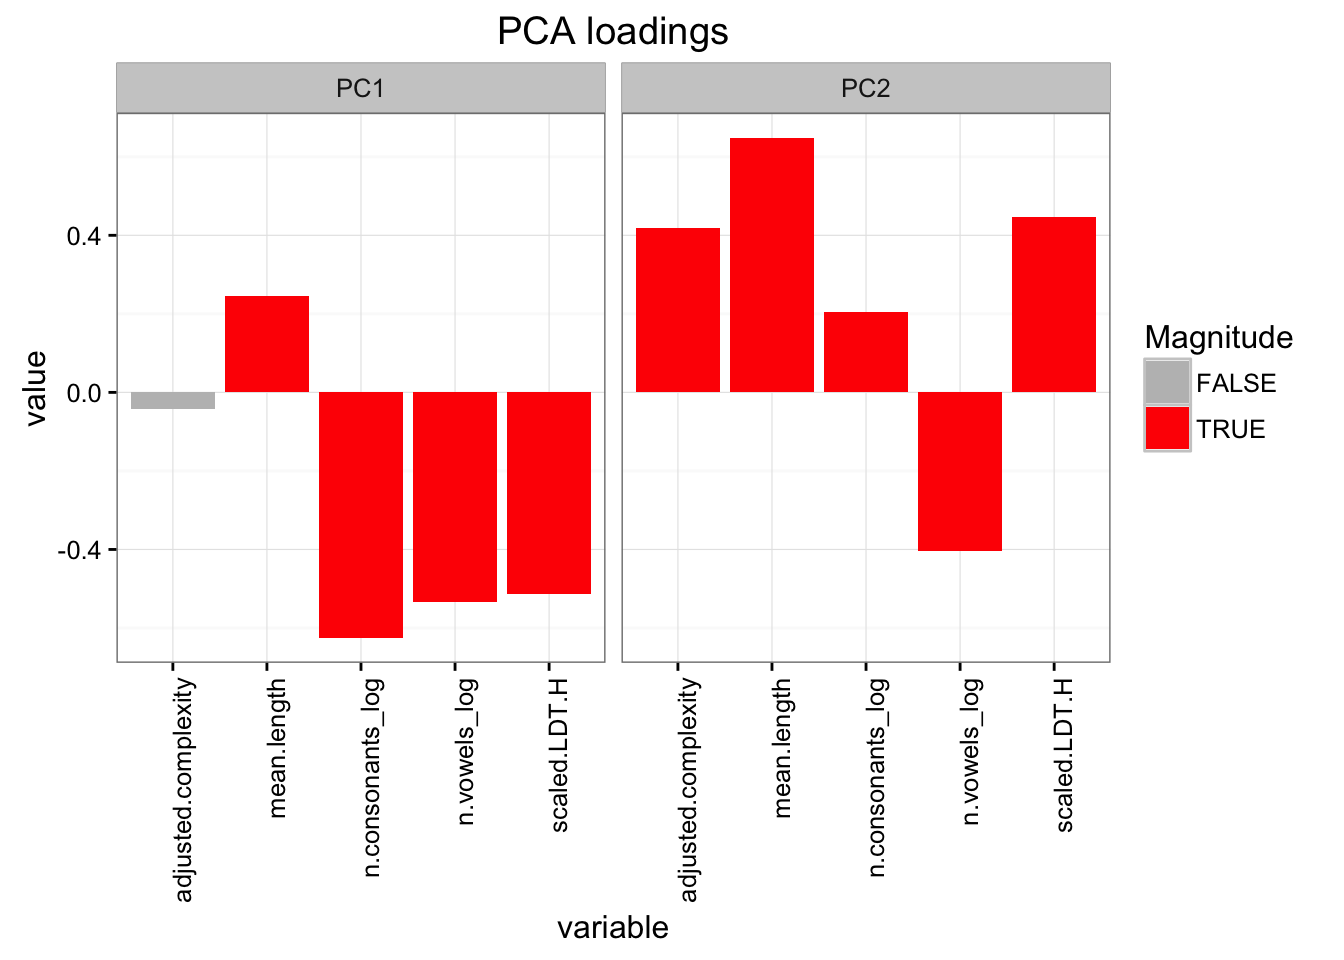 PCA loadings
PC1
PC2
value
0.4
0.0
-0.4
adjusted.complexity
mean.length
n.consonants_log
n.vowels_log
scaled.LDT.H
adjusted.complexity
mean.length
n.consonants_log
n.vowels_log
scaled.LDT.H
variable
Magnitude
FALSE
TRUE